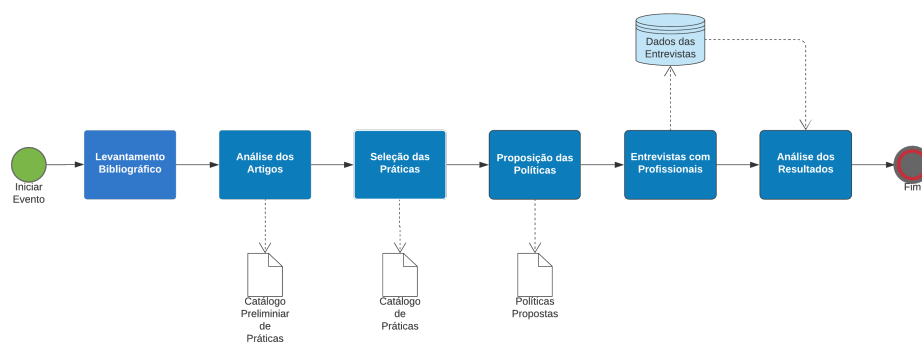 Dados das
Entrevistas
Levantamento
Bibliográfico
Análise dos
Artigos
Seleção das
Práticas
Proposição das
Políticas
Entrevistas com
Profissionais
Análise dos
Resultados
Iniciar
Evento
Fim
Catálogo
Preliminiar
de
Práticas
Catálogo
de
Práticas
Políticas
Propostas